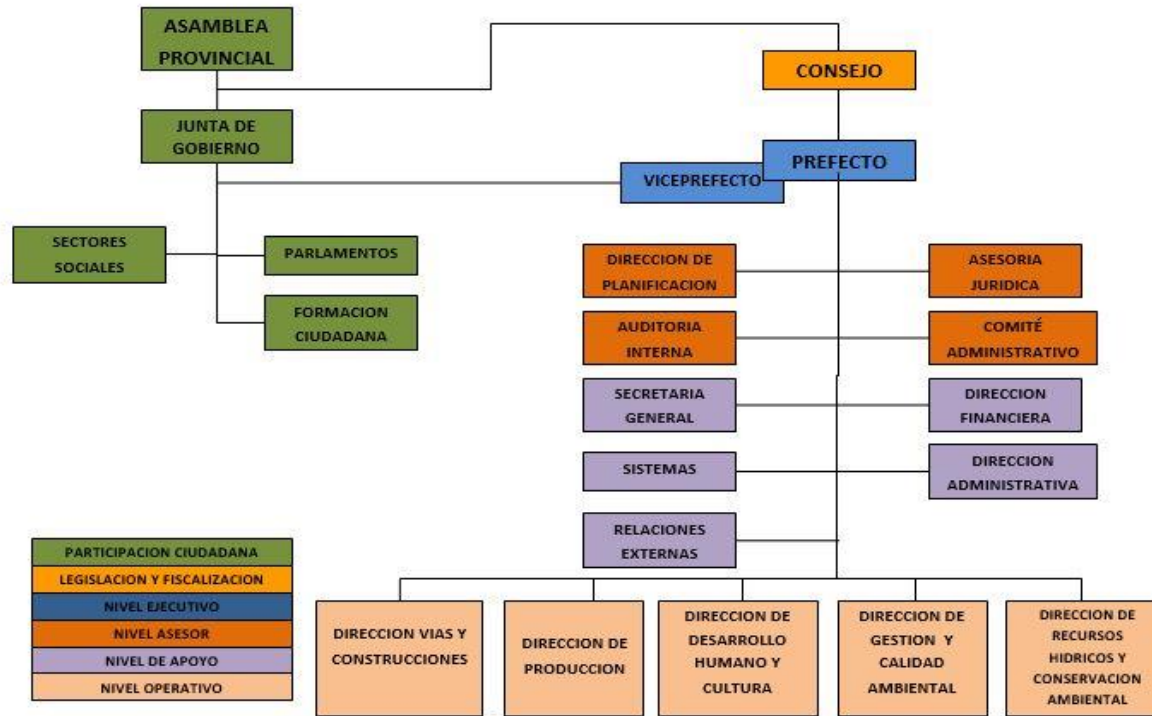 ASAMBLEA
PROVINCIAL
CONSEJO
JUNTA DE
GOBIERNO
PREFECTO
VICEPREFECTO
SECTORES
SOCIALES
PARLAMENTOS
FORMACION
CIUDADANA
DIRECCION DE
PLANIFICACION
ASESORIA
JURIDICA
AUDITORIA
INTERNA
COMITÉ
ADMINISTRATIVO
SECRETARIA
GENERAL
DIRECCION
FINANCIERA
SISTEMAS
DIRECCION
ADMINISTRATIVA
RELACIONES
EXTERNAS
PARTICIPACION CIUDADANA
LEGISLACION Y FISCALIZACION
NIVEL EJECUTIVO
NIVEL ASESOR
NIVEL DE APOYO
NIVEL OPERATIVO
DIRECCION VIAS Y
CONSTRUCCIONES
DIRECCION DE
PRODUCCION
DIRECCION DE
DESARROLLO
HUMANO Y
CULTURA
DIRECCION DE
GESTION Y
CALIDAD
AMBIENTAL
DIRECCION DE
RECURSOS
HIDRICOS Y
CONSERVACION
AMBIENTAL